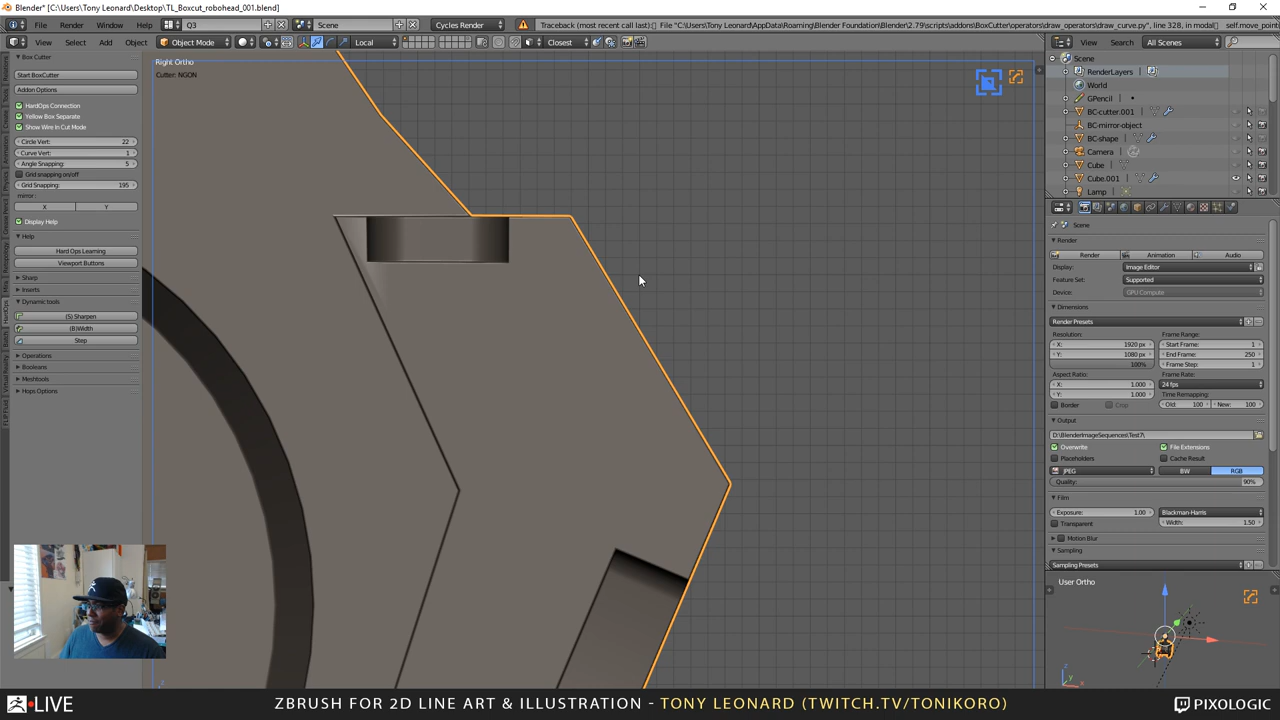 Blender* [C:\Users\Tony Leonard\Desktop\TL_Boxcut_robohead_001.blend]
File Render Window Help Q3 Scene Cycles Render Traceback (most recent call last): File "C:\Users\Tony Leonard\AppData\Roaming\Blender Foundation\Blender\2.79\scripts\addons\BoxCutter\operators\draw_operators\draw_curve.py", line 328, in modal self.move_point
View Select Add Object Object Mode Local Closest
View Search All Scenes
Box Cutter
Start BoxCutter
Addon Options
HardOps Connection
Yellow Box Separate
Show Wire In Cut Mode
Circle Vert: 22
Curve Vert: 1
Angle Snapping: 5
Grid snapping on/off
Grid Snapping: 195
mirror:
X Y
Display Help
Help
Hard Ops Learning
Viewport Buttons
Sharp
Inserts
Dynamic tools
(S) Sharpen
(B)Width
Step
Operations
Booleans
Meshtools
Hops Options
Right Ortho
Cutter: NGON
Scene
RenderLayers
World
GPencil
BC-cutter.001
BC-mirror-object
BC-shape
Camera
Cube
Cube.001
Lamp
Scene
Render
Render Animation Audio
Display: Image Editor
Feature Set: Supported
Device: GPU Compute
Dimensions
Render Presets
Resolution: Frame Range:
X: 1920 px Start Frame: 1
Y: 1080 px End Frame: 250
100% Frame Step: 1
Aspect Ratio: Frame Rate:
X: 1.000 24 fps
Y: 1.000 Time Remapping:
Border Crop Old: 100 New: 100
Output
D:\BlenderImageSequences\Test7\
Overwrite File Extensions
Placeholders Cache Result
JPEG BW RGB
Quality: 90%
Film
Exposure: 1.00 Blackman-Harris
Transparent Width: 1.50
Motion Blur
Sampling
Sampling Presets
User Ortho
LIVE ZBRUSH FOR 2D LINE ART & ILLUSTRATION - TONY LEONARD (TWITCH.TV/TONIKORO) PIXOLOGIC